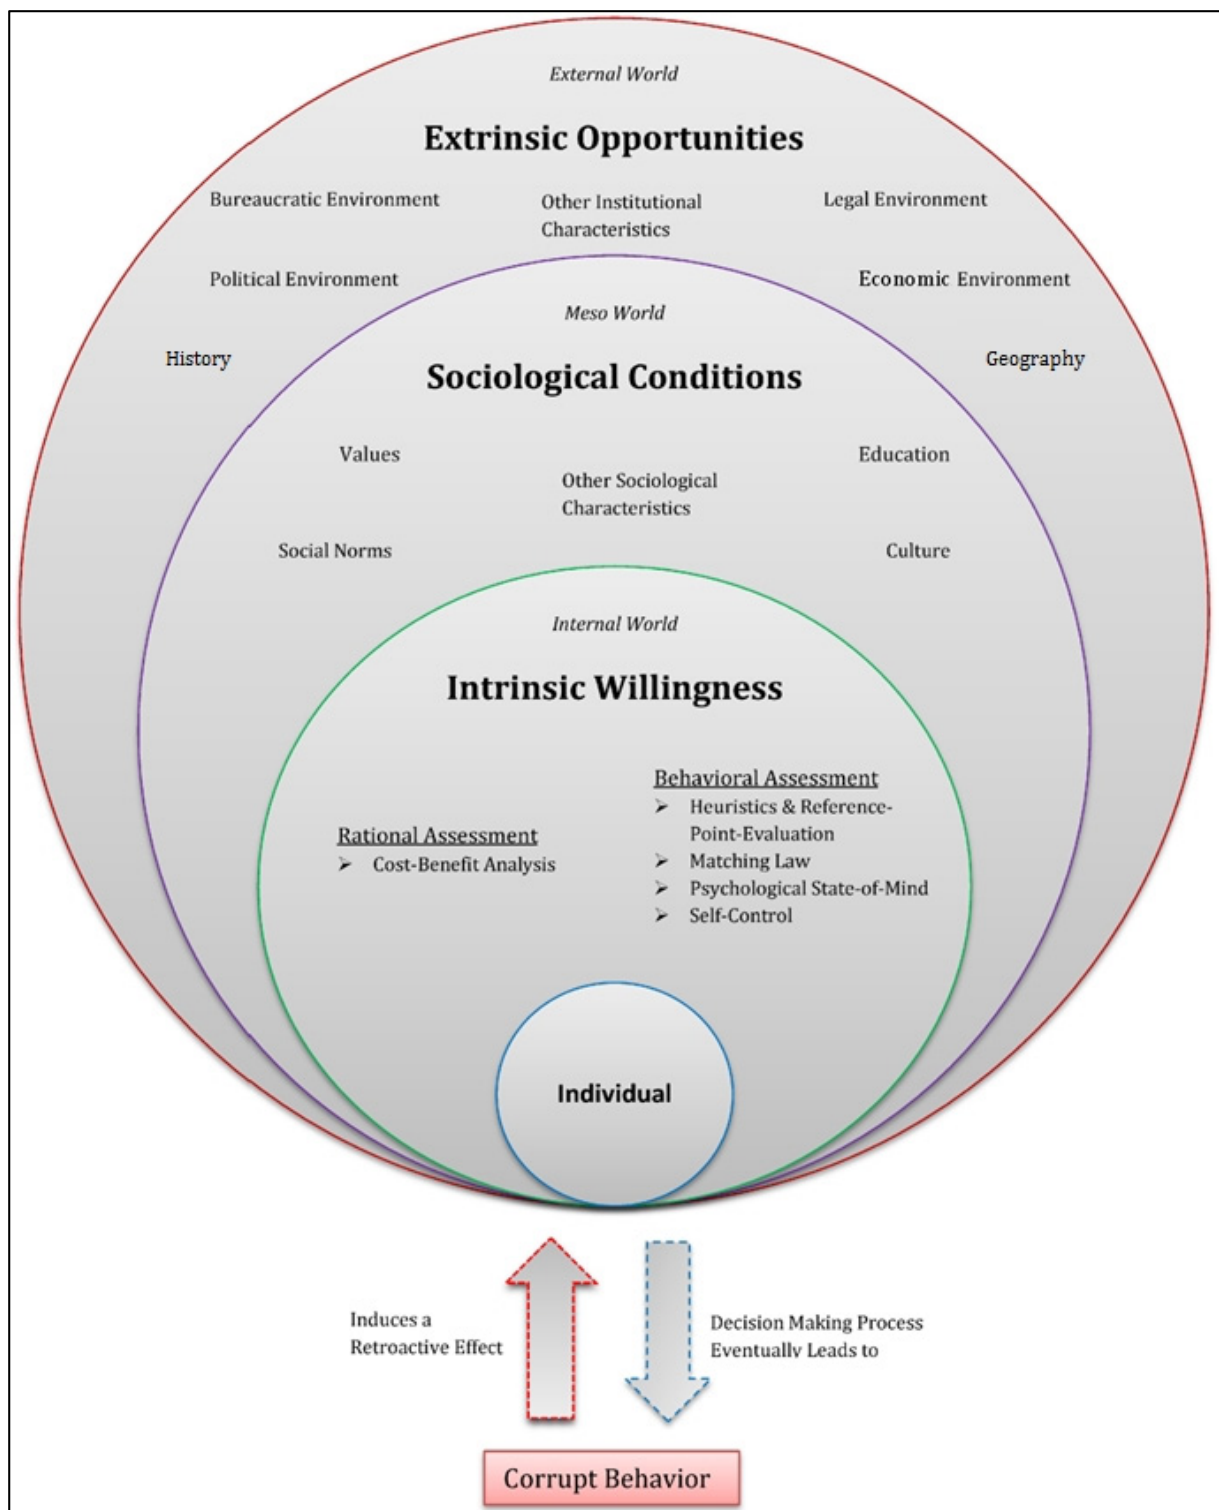 External World
Extrinsic Opportunities
Bureaucratic Environment
Other Institutional
Characteristics
Legal Environment
Political Environment
Economic Environment
History
Geography
Meso World
Sociological Conditions
Values
Education
Other Sociological
Characteristics
Social Norms
Culture
Internal World
Intrinsic Willingness
Rational Assessment
➢ Cost-Benefit Analysis
Behavioral Assessment
➢ Heuristics & Reference-
Point-Evaluation
➢ Matching Law
➢ Psychological State-of-Mind
➢ Self-Control
Individual
Induces a
Retroactive Effect
Decision Making Process
Eventually Leads to
Corrupt Behavior